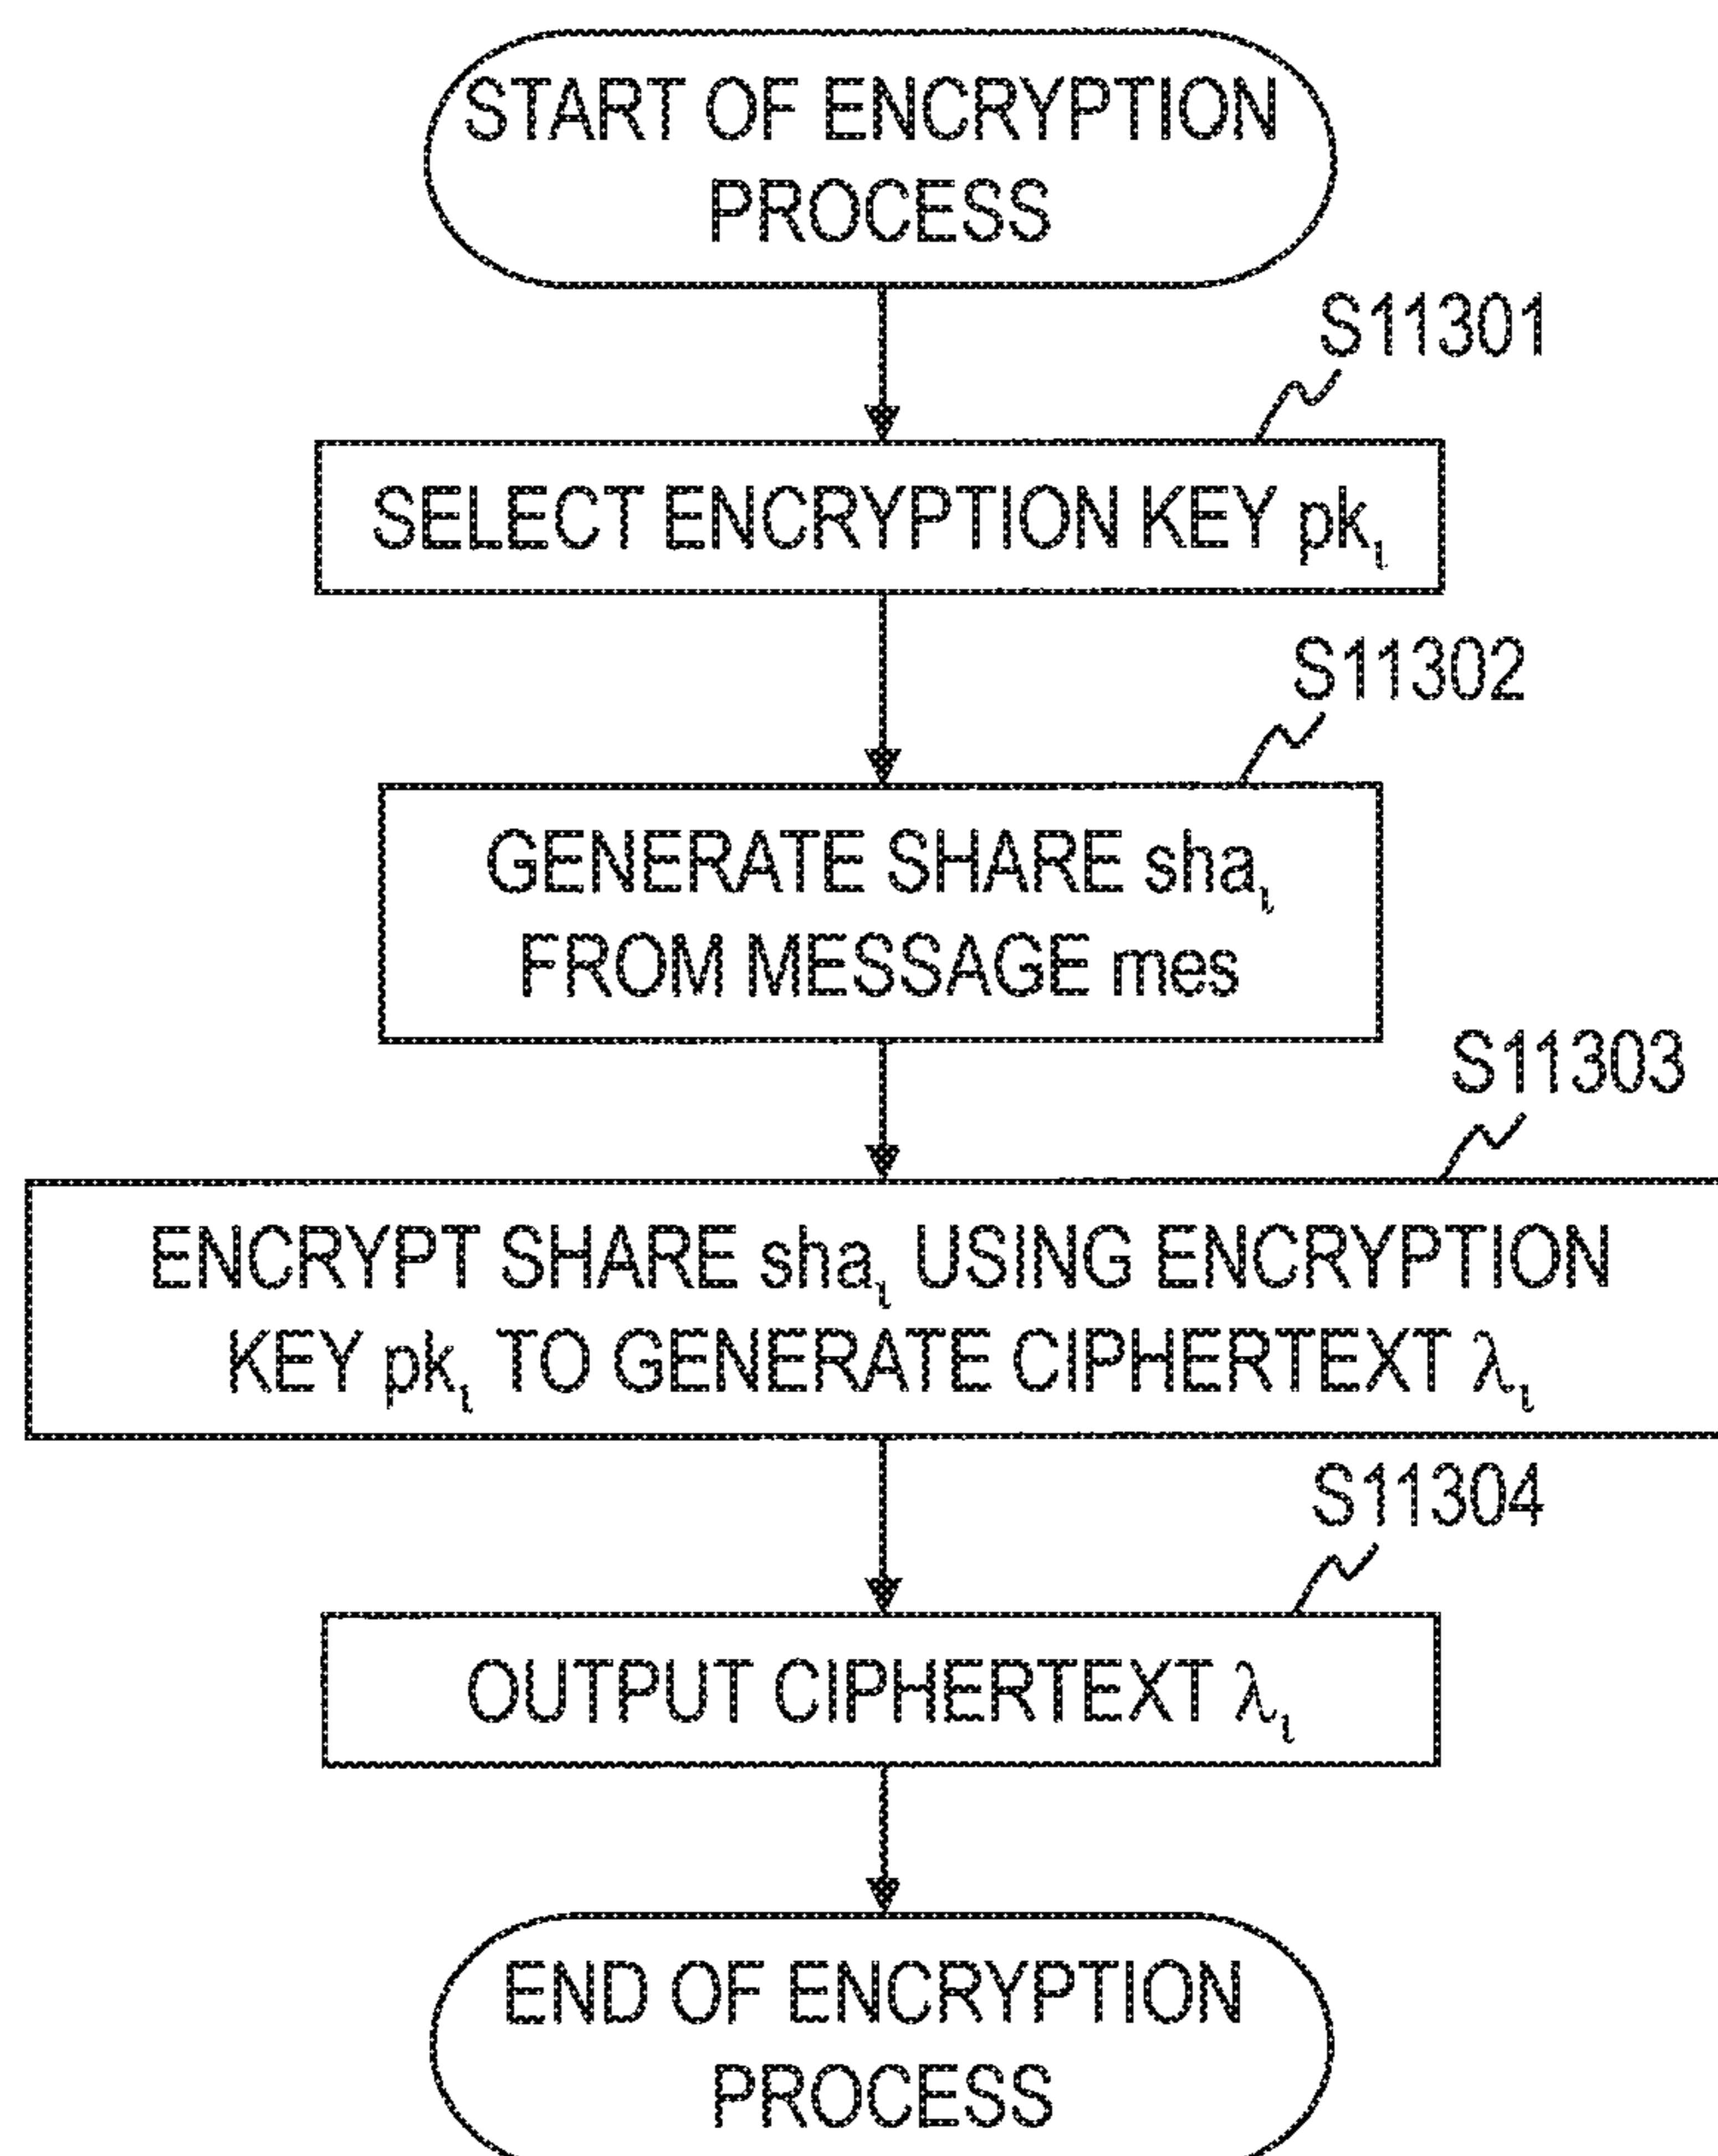 START OF ENCRYPTION
PROCESS
S11301
SELECT ENCRYPTION KEY pkι
S11302
GENERATE SHARE shaι
FROM MESSAGE mes
S11303
ENCRYPT SHARE shaι USING ENCRYPTION
KEY pkι TO GENERATE CIPHERTEXT λι
S11304
OUTPUT CIPHERTEXT λι
END OF ENCRYPTION
PROCESS